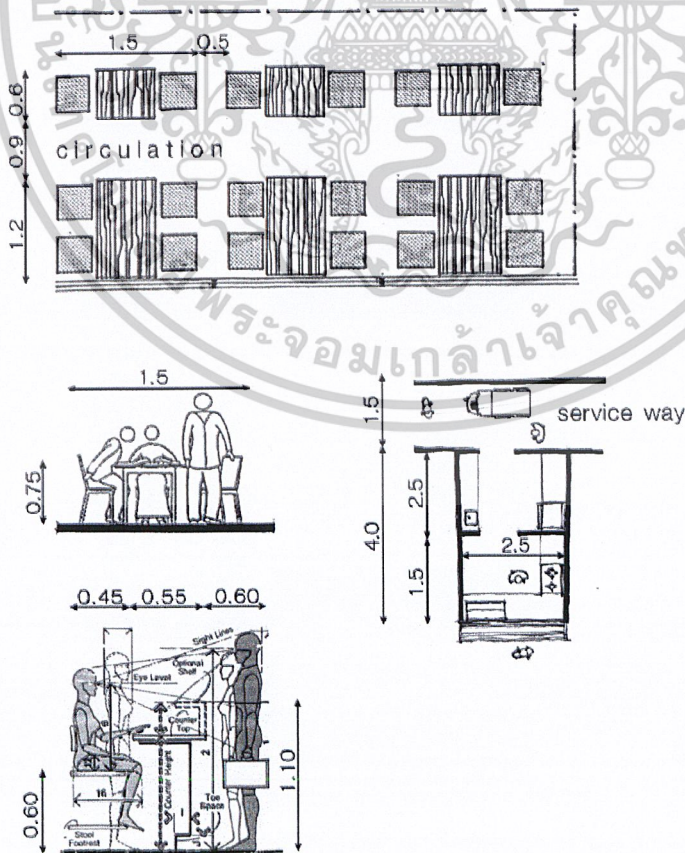 1.5
0.5
0.6
circulation
0.9
1.2
พระจอมเกล้าเจ้าคุณ
1.5
0.75
1.5
service way
4.0
2.5
2.5
1.5
0.45
0.55
0.60
Sight Lines
Optional
Shelf
Eye Level
Counter
Top
Counter Height
2
16
Toe
Space
1.10
0.60
Stool
Footrest